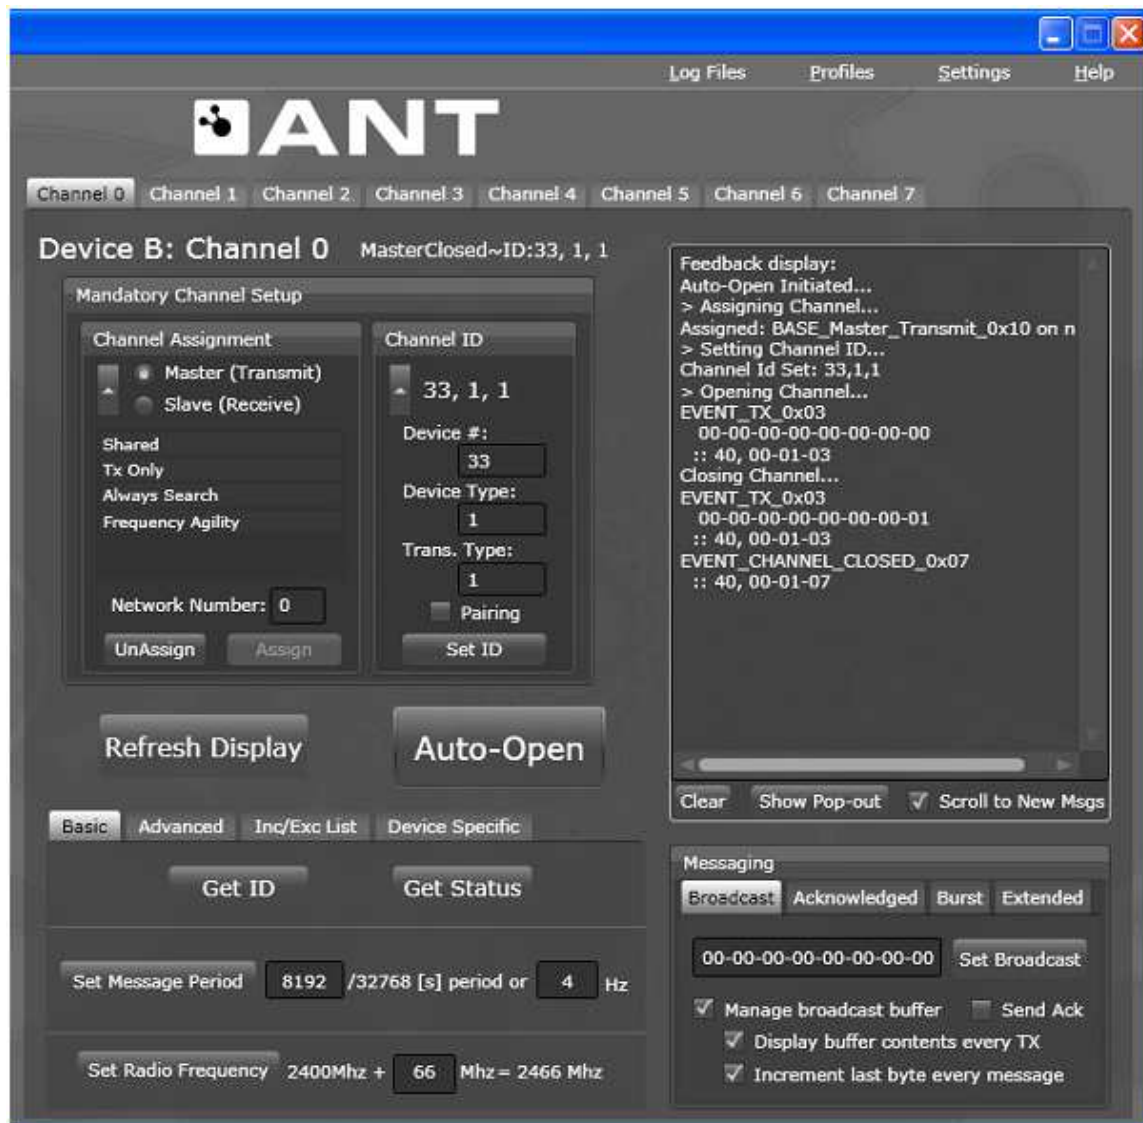 Log Files Profiles Settings Help
ANT
Channel 0 Channel 1 Channel 2 Channel 3 Channel 4 Channel 5 Channel 6 Channel 7
Device B: Channel 0 MasterClosed~ID:33, 1, 1
Mandatory Channel Setup
Channel Assignment
Master (Transmit)
Slave (Receive)
Shared
Tx Only
Always Search
Frequency Agility
Network Number: 0
UnAssign Assign
Channel ID
33, 1, 1
Device #:
33
Device Type:
1
Trans. Type:
1
Pairing
Set ID
Refresh Display Auto-Open
Basic Advanced Inc/Exc List Device Specific
Get ID Get Status
Set Message Period 8192 /32768 [s] period or 4 Hz
Set Radio Frequency 2400Mhz + 66 Mhz= 2466 Mhz
Feedback display:
Auto-Open Initiated...
> Assigning Channel...
Assigned: BASE_Master_Transmit_0x10 on n
> Setting Channel ID...
Channel Id Set: 33,1,1
> Opening Channel...
EVENT_TX_0x03
00-00-00-00-00-00-00-00
:: 40, 00-01-03
Closing Channel...
EVENT_TX_0x03
00-00-00-00-00-00-00-01
:: 40, 00-01-03
EVENT_CHANNEL_CLOSED_0x07
:: 40, 00-01-07
Clear Show Pop-out Scroll to New Msgs
Messaging
Broadcast Acknowledged Burst Extended
00-00-00-00-00-00-00-00 Set Broadcast
Manage broadcast buffer Send Ack
Display buffer contents every TX
Increment last byte every message